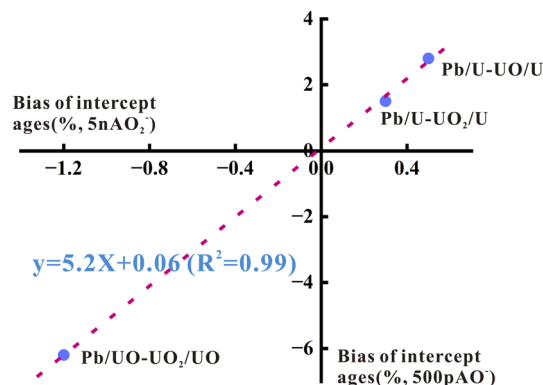 4
Pb/U-UO/U
2
Pb/U-UO₂/U
Bias of intercept
ages(%, 5nAO₂⁻)
0
−1.2 −0.8 −0.4 0.0 0.4
−2
y=5.2X+0.06 (R²=0.99)
−4
−6
Pb/UO-UO₂/UO
Bias of intercept
ages(%, 500pAO⁻)